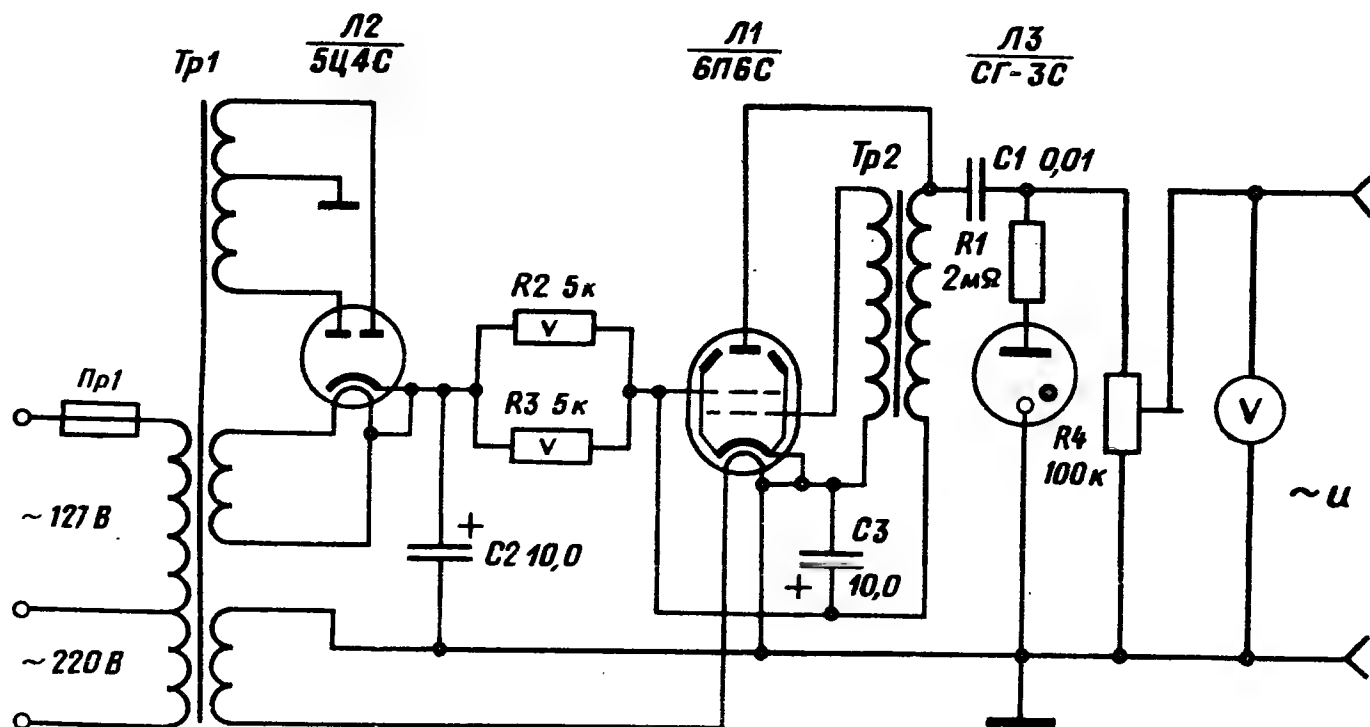 Тр1
Л2
5Ц4С
Л1
6П6С
Л3
СГ-3С
Тр2
С1 0,01
R1
2мΩ
R2 5к
R3 5к
Пр1
~127 В
~220 В
+
С2 10,0
С3
10,0
+
R4
100к
V
V
V
~u